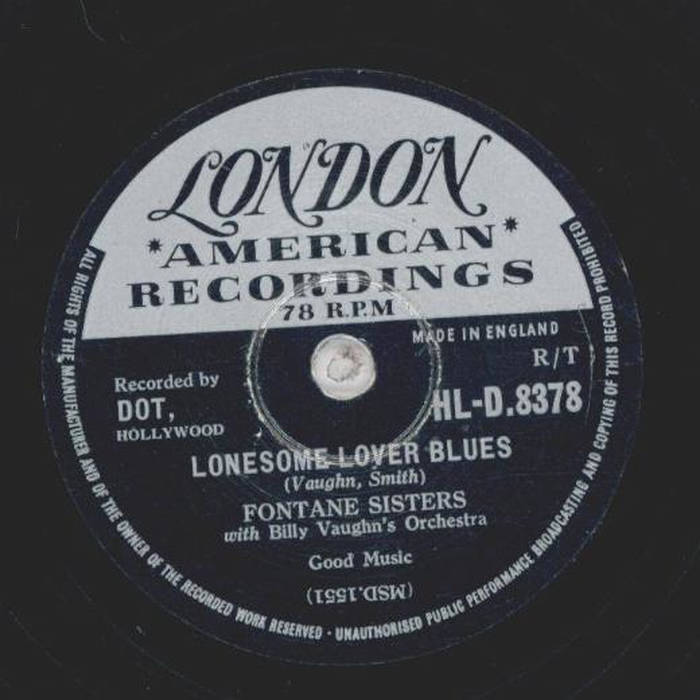 LONDON
*AMERICAN*
RECORDINGS
78 R.P.M
MADE IN ENGLAND
R/T
Recorded by
DOT,
HOLLYWOOD
HL-D.8378
LONESOME LOVER BLUES
(Vaughn, Smith)
FONTANE SISTERS
with Billy Vaughn's Orchestra
Good Music
(MSD.1551)
ALL RIGHTS OF THE MANUFACTURER AND OF THE OWNER OF THE RECORDED WORK RESERVED · UNAUTHORISED PUBLIC PERFORMANCE BROADCASTING AND COPYING OF THIS RECORD PROHIBITED